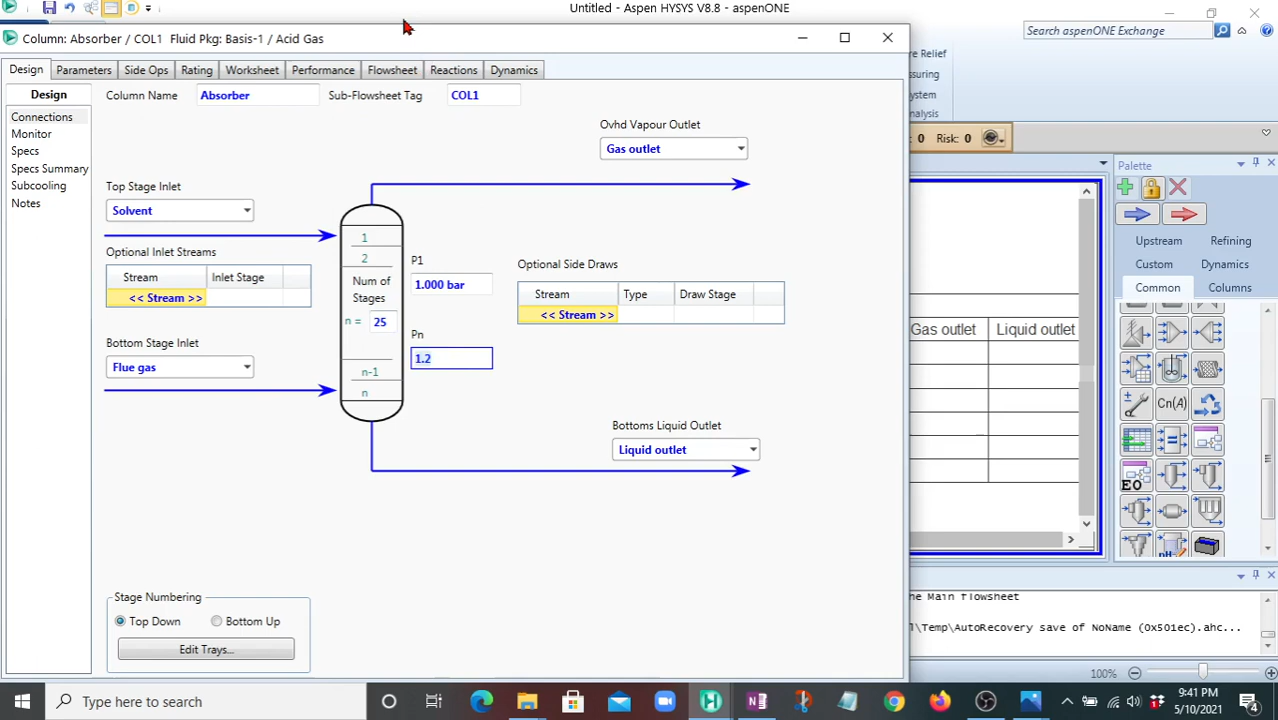 Untitled - Aspen HYSYS V8.8 - aspenONE
Column: Absorber / COL1 Fluid Pkg: Basis-1 / Acid Gas
Search aspenONE Exchange
Design
Parameters
Side Ops
Rating
Worksheet
Performance
Flowsheet
Reactions
Dynamics
e Relief
suring
ystem
nalysis
Design
Connections
Monitor
Specs
Specs Summary
Subcooling
Notes
Column Name
Absorber
Sub-Flowsheet Tag
COL1
Ovhd Vapour Outlet
Gas outlet
0
Risk: 0
Palette
Top Stage Inlet
Solvent
Optional Inlet Streams
Stream
Inlet Stage
<< Stream >>
1
2
Num of
Stages
n =
25
n-1
n
P1
1.000 bar
Pn
1.2
Optional Side Draws
Stream
Type
Draw Stage
<< Stream >>
Bottom Stage Inlet
Flue gas
Bottoms Liquid Outlet
Liquid outlet
Gas outlet
Liquid outlet
Upstream
Refining
Custom
Dynamics
Common
Columns
Cn(A)
EO
pH
Stage Numbering
Top Down
Bottom Up
Edit Trays...
he Main flowsheet
l\Temp\AutoRecovery save of NoName (0x501ec).ahc...
100%
Type here to search
9:41 PM
5/10/2021
4